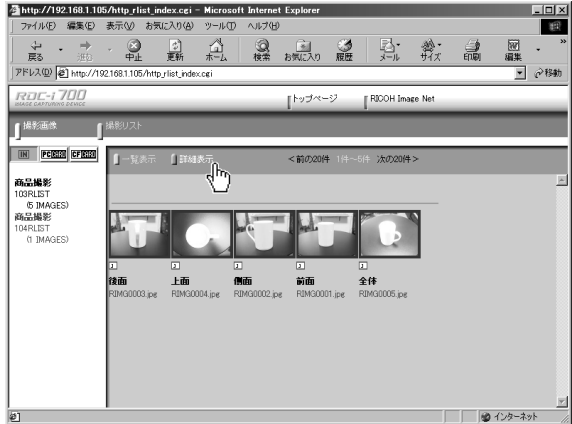 http://192.168.1.105/http_rlist_index.cgi - Microsoft Internet Explorer
ファイル(F) 編集(E) 表示(V) お気に入り(A) ツール(T) ヘルプ(H)
戻る 進む 中止 更新 ホーム 検索 お気に入り 履歴 メール サイズ 印刷 編集 »
アドレス(D) http://192.168.1.105/http_rlist_index.cgi 移動
RDC-i 700
IMAGE CAPTURING DEVICE
トップページ RICOH Image Net
撮影画像 撮影リスト
IN
一覧表示 詳細表示 <前の20件 1件～5件 次の20件>
商品撮影
103RLIST
(5 IMAGES)
商品撮影
104RLIST
(1 IMAGES)
後面 上面 側面 前面 全体
RIMG0003.jpg RIMG0004.jpg RIMG0002.jpg RIMG0001.jpg RIMG0005.jpg
インターネット